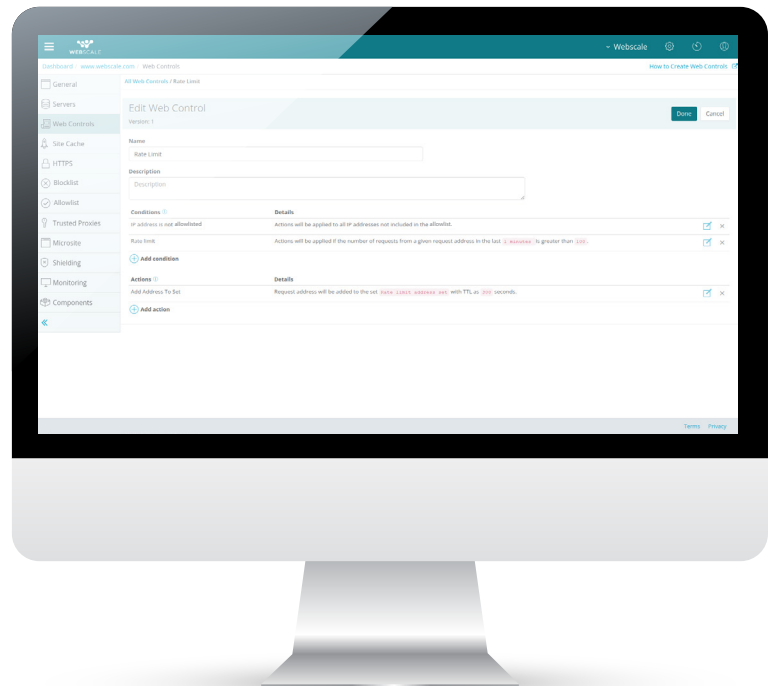 WEBSCALE
Webscale
Dashboard / www.webscale.com / Web Controls
How to Create Web Controls
General
Servers
Web Controls
Site Cache
HTTPS
Blocklist
Allowlist
Trusted Proxies
Microsite
Shielding
Monitoring
Components
All Web Controls / Rate Limit
Edit Web Control
Version: 1
Done
Cancel
Name
Rate Limit
Description
Description
Conditions
Details
IP address is not allowlisted
Actions will be applied to all IP addresses not included in the allowlist.
Rate limit
Actions will be applied if the number of requests from a given request address in the last 2 minutes is greater than
Add condition
Actions
Details
Add Address To Set
Request address will be added to the set Rate Limit address set with TTL as 300 seconds.
Add action
Terms
Privacy